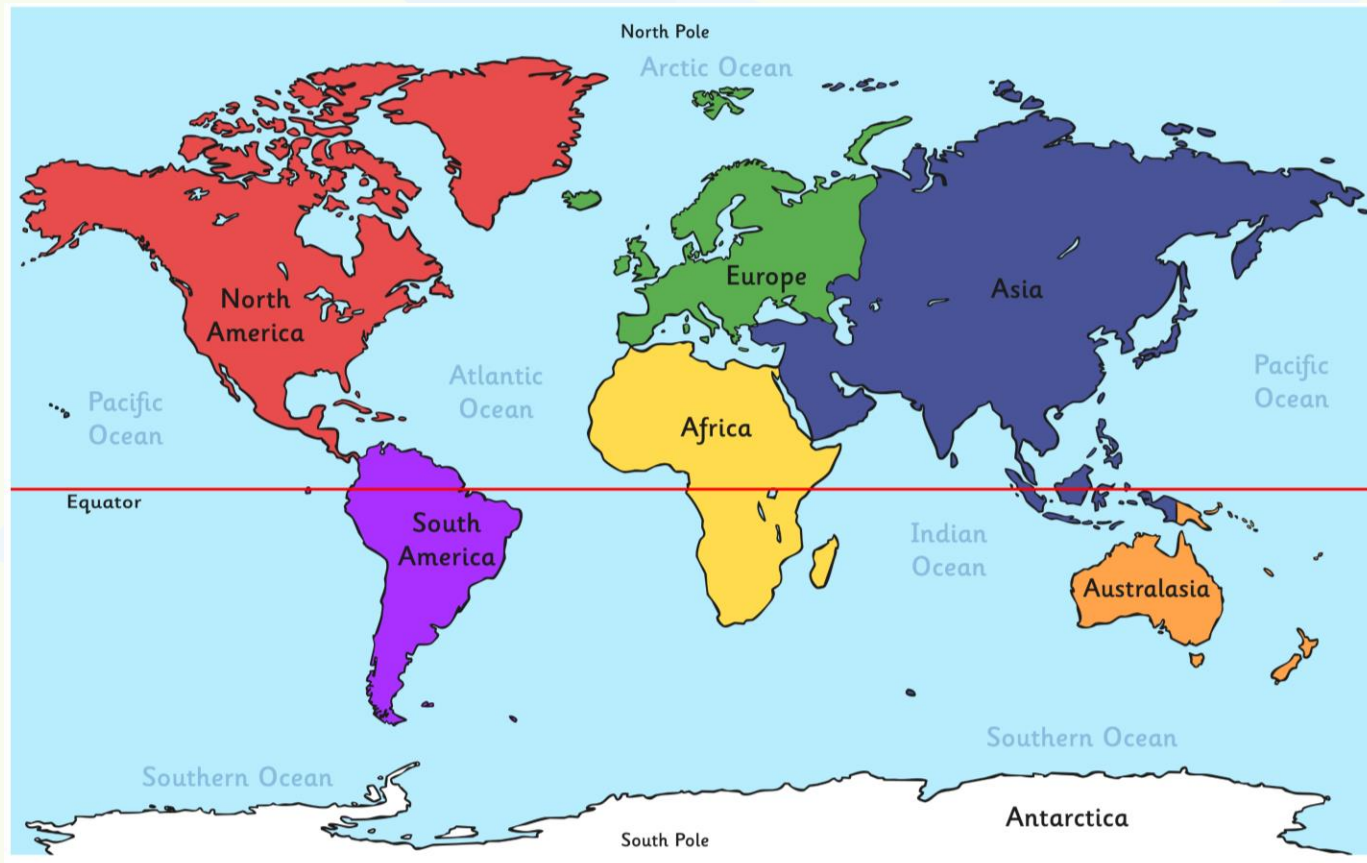 North Pole
Arctic Ocean
North
America
Europe
Asia
Atlantic
Ocean
Pacific
Ocean
Pacific
Ocean
Africa
Equator
South
America
Indian
Ocean
Australasia
Southern Ocean
Southern Ocean
Antarctica
South Pole